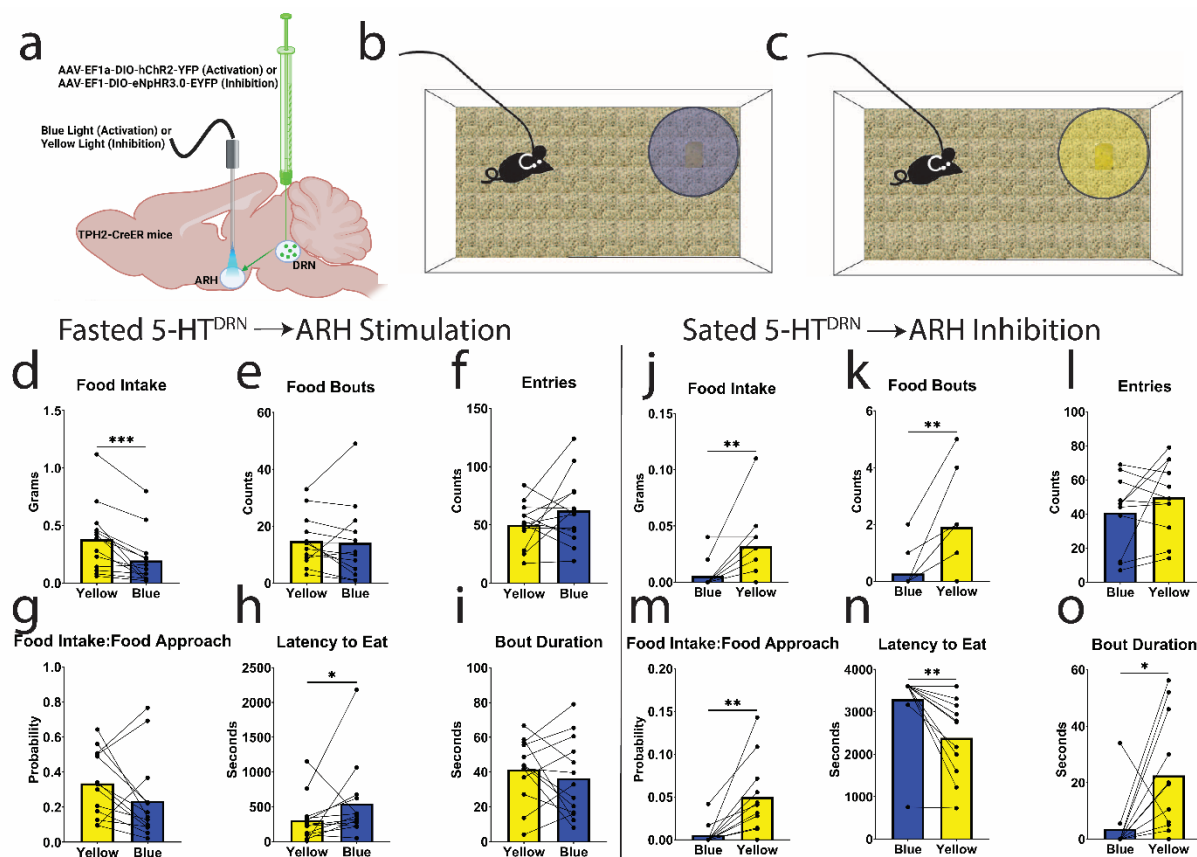 a
AAV-EF1a-DIO-hChR2-YFP (Activation) or
AAV-EF1-DIO-eNpHR3.0-EYFP (Inhibition)
Blue Light (Activation) or
Yellow Light (Inhibition)
TPH2-CreER mice
ARH
DRN
b
c
Fasted 5-HTᴰᴿᴺ → ARH Stimulation
Sated 5-HTᴰᴿᴺ → ARH Inhibition
d
Food Intake
Grams
1.5
1.0
0.5
0.0
***
Yellow Blue
e
Food Bouts
Counts
60
40
20
0
Yellow Blue
f
Entries
Counts
150
100
50
0
Yellow Blue
j
Food Intake
Grams
0.15
0.10
0.05
0.00
**
Blue Yellow
k
Food Bouts
Counts
6
4
2
0
**
Blue Yellow
l
Entries
Counts
100
80
60
40
20
0
Blue Yellow
g
Food Intake:Food Approach
Probability
1.0
0.8
0.6
0.4
0.2
0.0
Yellow Blue
h
Latency to Eat
Seconds
2500
2000
1500
1000
500
0
*
Yellow Blue
i
Bout Duration
Seconds
100
80
60
40
20
0
Yellow Blue
m
Food Intake:Food Approach
Probability
0.20
0.15
0.10
0.05
0.00
**
Blue Yellow
n
Latency to Eat
Seconds
4000
3000
2000
1000
0
**
Blue Yellow
o
Bout Duration
Seconds
60
40
20
0
*
Blue Yellow